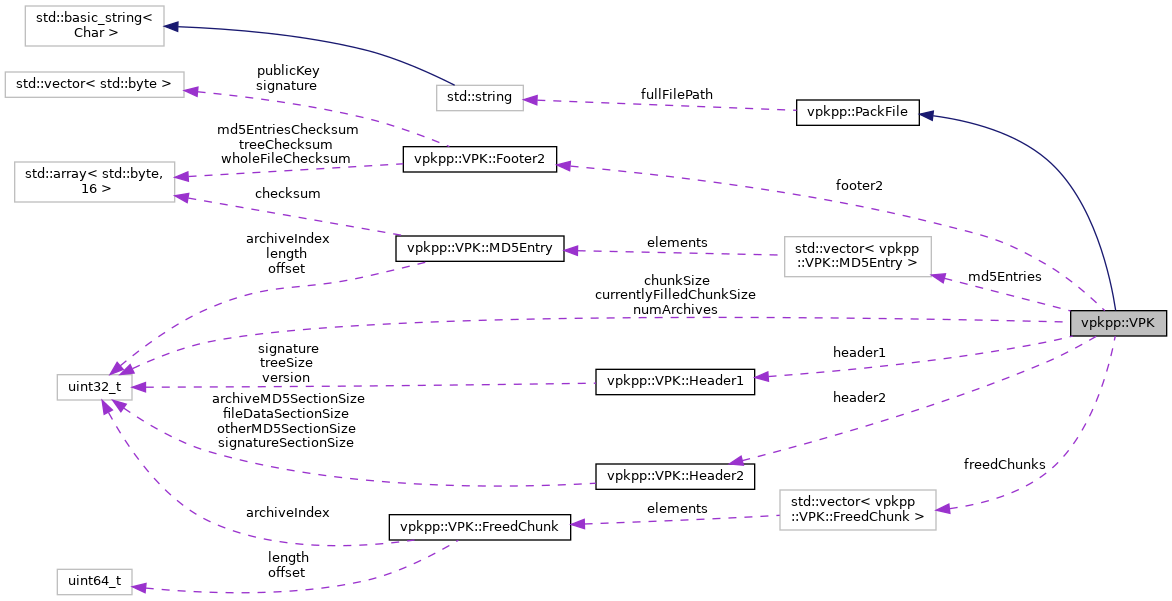 std::basic_string<
Char >
std::vector< std::byte >
publicKey
signature
std::string
fullFilePath
vpkpp::PackFile
md5EntriesChecksum
treeChecksum
wholeFileChecksum
vpkpp::VPK::Footer2
std::array< std::byte,
16 >
footer2
checksum
vpkpp::VPK::MD5Entry
elements
std::vector< vpkpp
::VPK::MD5Entry >
md5Entries
archiveIndex
length
offset
chunkSize
currentlyFilledChunkSize
numArchives
vpkpp::VPK
signature
treeSize
version
header1
uint32_t
vpkpp::VPK::Header1
header2
archiveMD5SectionSize
fileDataSectionSize
otherMD5SectionSize
signatureSectionSize
vpkpp::VPK::Header2
freedChunks
std::vector< vpkpp
::VPK::FreedChunk >
elements
archiveIndex
vpkpp::VPK::FreedChunk
length
offset
uint64_t